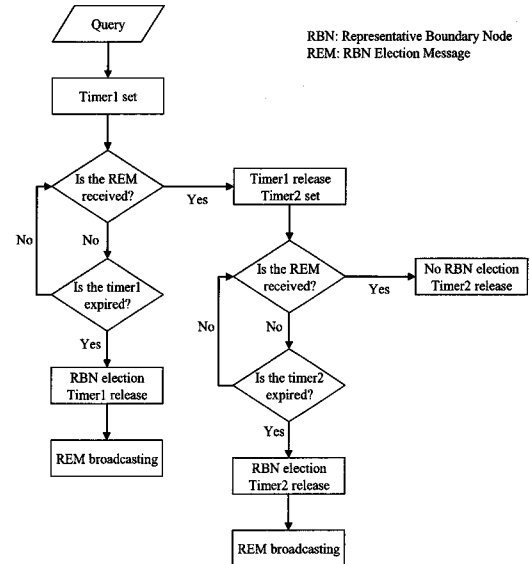 Query
RBN: Representative Boundary Node
REM: RBN Election Message
Timer1 set
Is the REM
received?
Yes
No
No
Is the timer1
expired?
Yes
RBN election
Timer1 release
REM broadcasting
Timer1 release
Timer2 set
Is the REM
received?
Yes
No RBN election
Timer2 release
No
No
Is the timer2
expired?
Yes
RBN election
Timer2 release
REM broadcasting